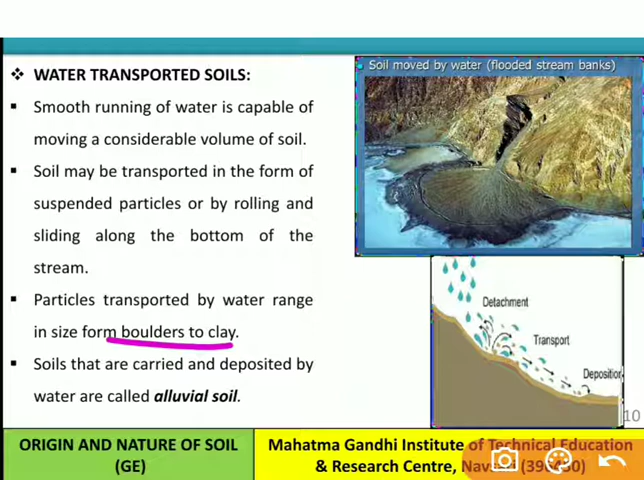 ❖ WATER TRANSPORTED SOILS:
▪ Smooth running of water is capable of
moving a considerable volume of soil.
▪ Soil may be transported in the form of
suspended particles or by rolling and
sliding along the bottom of the
stream.
▪ Particles transported by water range
in size form boulders to clay.
▪ Soils that are carried and deposited by
water are called alluvial soil.
Soil moved by water (flooded stream banks)
Detachment
Transport
Deposition
10
ORIGIN AND NATURE OF SOIL
(GE)
Mahatma Gandhi Institute of Technical Education
& Research Centre,